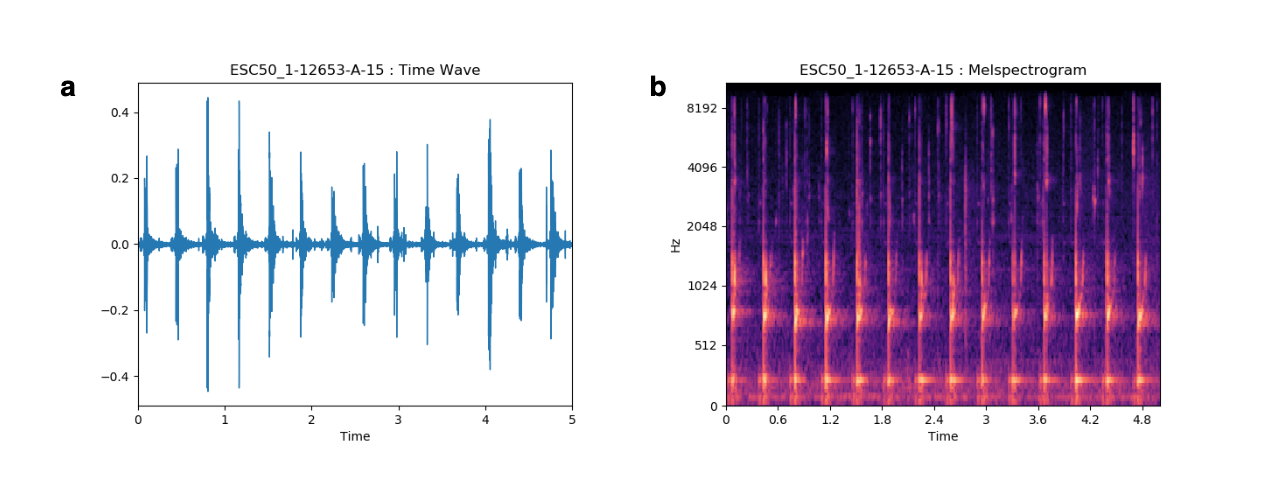 a
ESC50_1-12653-A-15 : Time Wave
0.4
0.2
0.0
−0.2
−0.4
0 1 2 3 4 5
Time
b
ESC50_1-12653-A-15 : Melspectrogram
8192
4096
2048
1024
512
0
Hz
0 0.6 1.2 1.8 2.4 3 3.6 4.2 4.8
Time